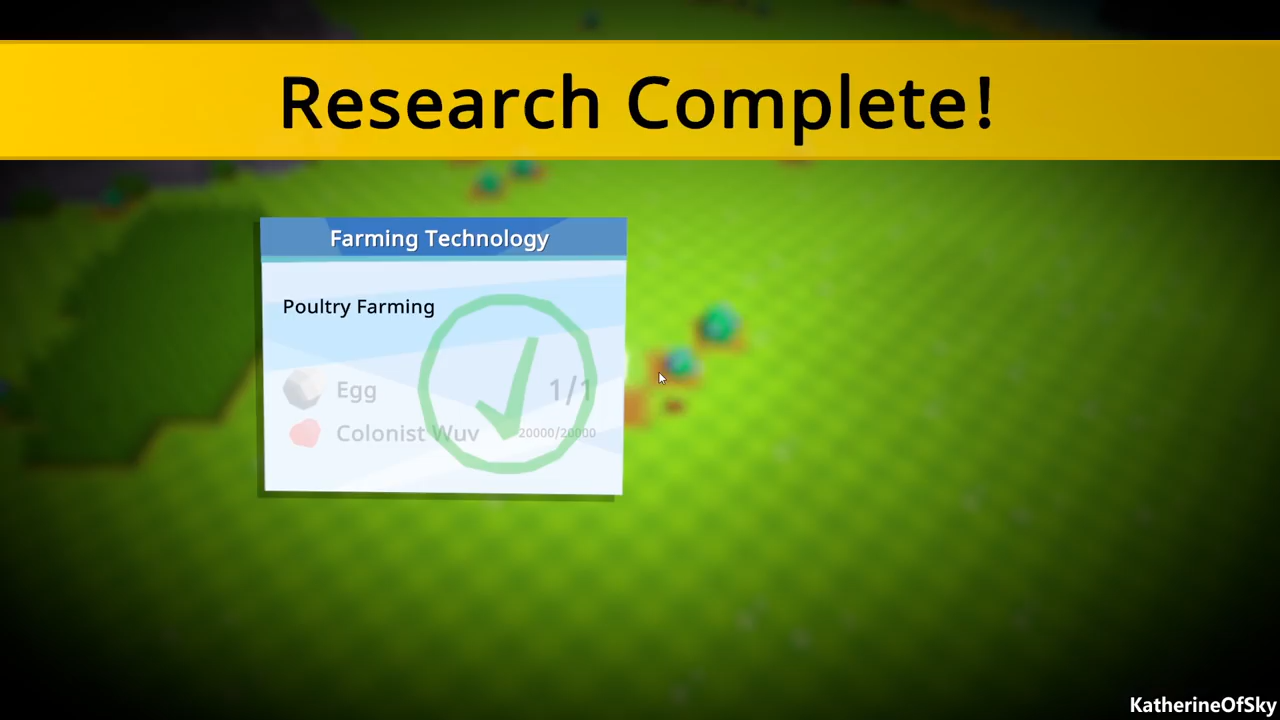 Research Complete!
Farming Technology
Poultry Farming
Egg 1/1
Colonist Wuv 20000/20000
KatherineOfSky